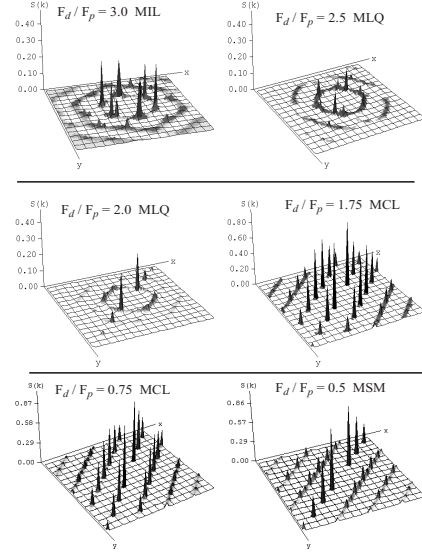 S(k) F_d / F_p = 3.0 MIL
0.40
0.30
0.20
0.10
0.00
x
y
S(k) F_d / F_p = 2.5 MLQ
0.40
0.30
0.20
0.10
0.00
x
y
S(k) F_d / F_p = 2.0 MLQ
0.40
0.30
0.20
0.10
0.00
x
y
S(k) F_d / F_p = 1.75 MCL
0.80
0.60
0.40
0.20
0.00
x
y
S(k) F_d / F_p = 0.75 MCL
0.87
0.58
0.29
0.00
x
y
S(k) F_d / F_p = 0.5 MSM
0.86
0.57
0.29
0.00
x
y